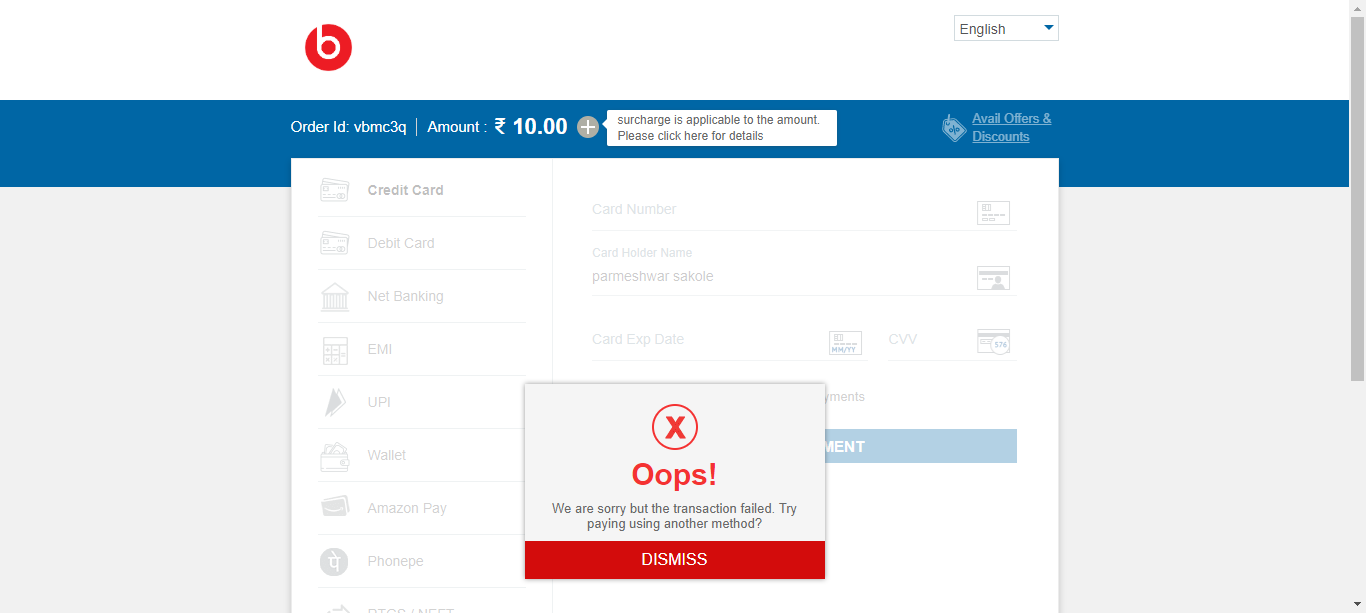 b
English
Order Id: vbmc3q | Amount : ₹ 10.00
surcharge is applicable to the amount.
Please click here for details
Avail Offers &
Discounts
Credit Card
Debit Card
Net Banking
EMI
UPI
Wallet
Amazon Pay
Phonepe
RTGS / NEFT
Card Number
Card Holder Name
parmeshwar sakole
Card Exp Date
MM/YY
CVV
576
yments
MENT
X
Oops!
We are sorry but the transaction failed. Try
paying using another method?
DISMISS